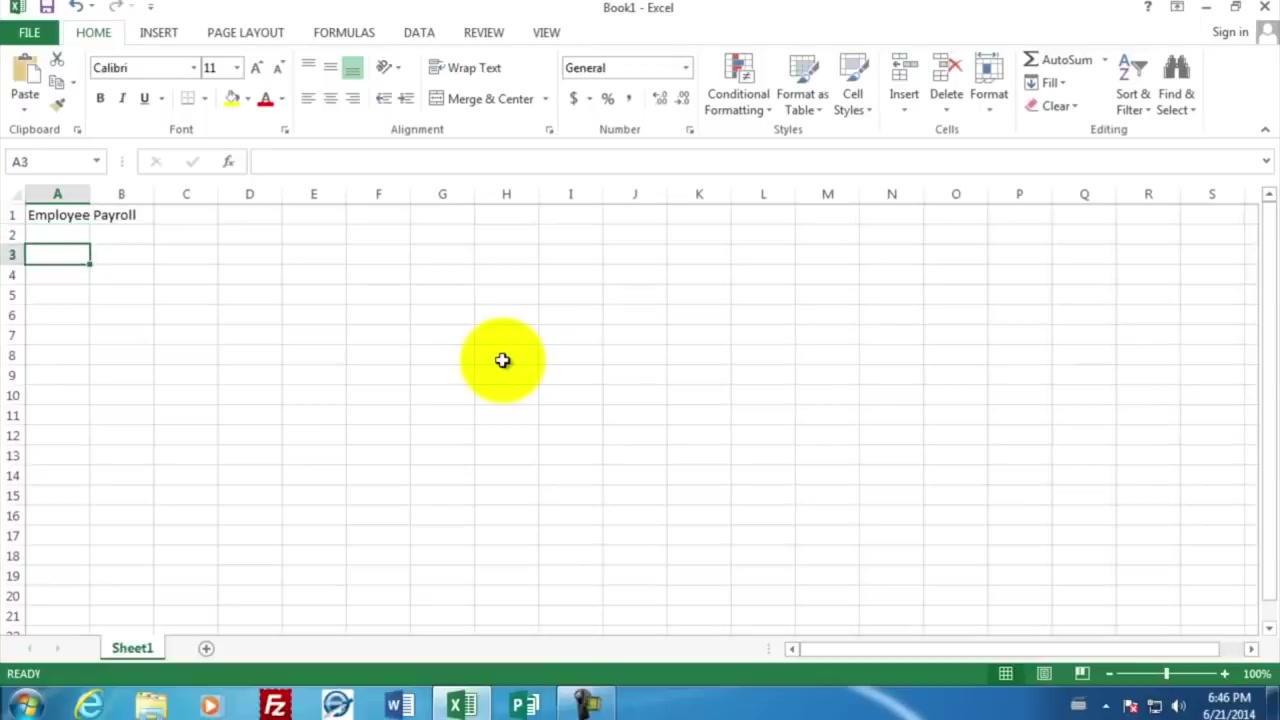 Book1 - Excel
?
FILE HOME INSERT PAGE LAYOUT FORMULAS DATA REVIEW VIEW Sign in
Paste Calibri 11 A A Wrap Text General Conditional Formatting Format as Table Cell Styles Insert Delete Format AutoSum Sort & Filter Find & Select
B I U A Merge & Center $ % , Fill
Clear
Clipboard Font Alignment Number Styles Cells Editing
A3 fx
A B C D E F G H I J K L M N O P Q R S
1 Employee Payroll
2
3
4
5
6
7
8
9
10
11
12
13
14
15
16
17
18
19
20
21
22
Sheet1
READY 100%
6:46 PM
6/21/2014